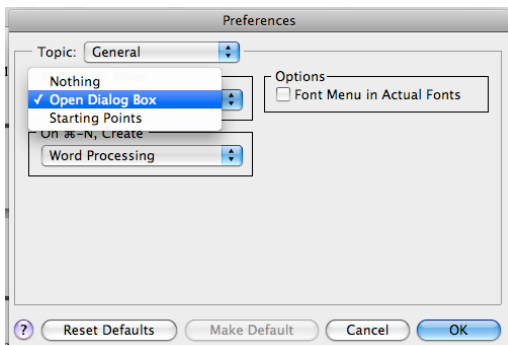 Preferences
Topic: General
Nothing
✓ Open Dialog Box
Starting Points
Options
Font Menu in Actual Fonts
On ⌘-N, Create
Word Processing
? Reset Defaults Make Default Cancel OK